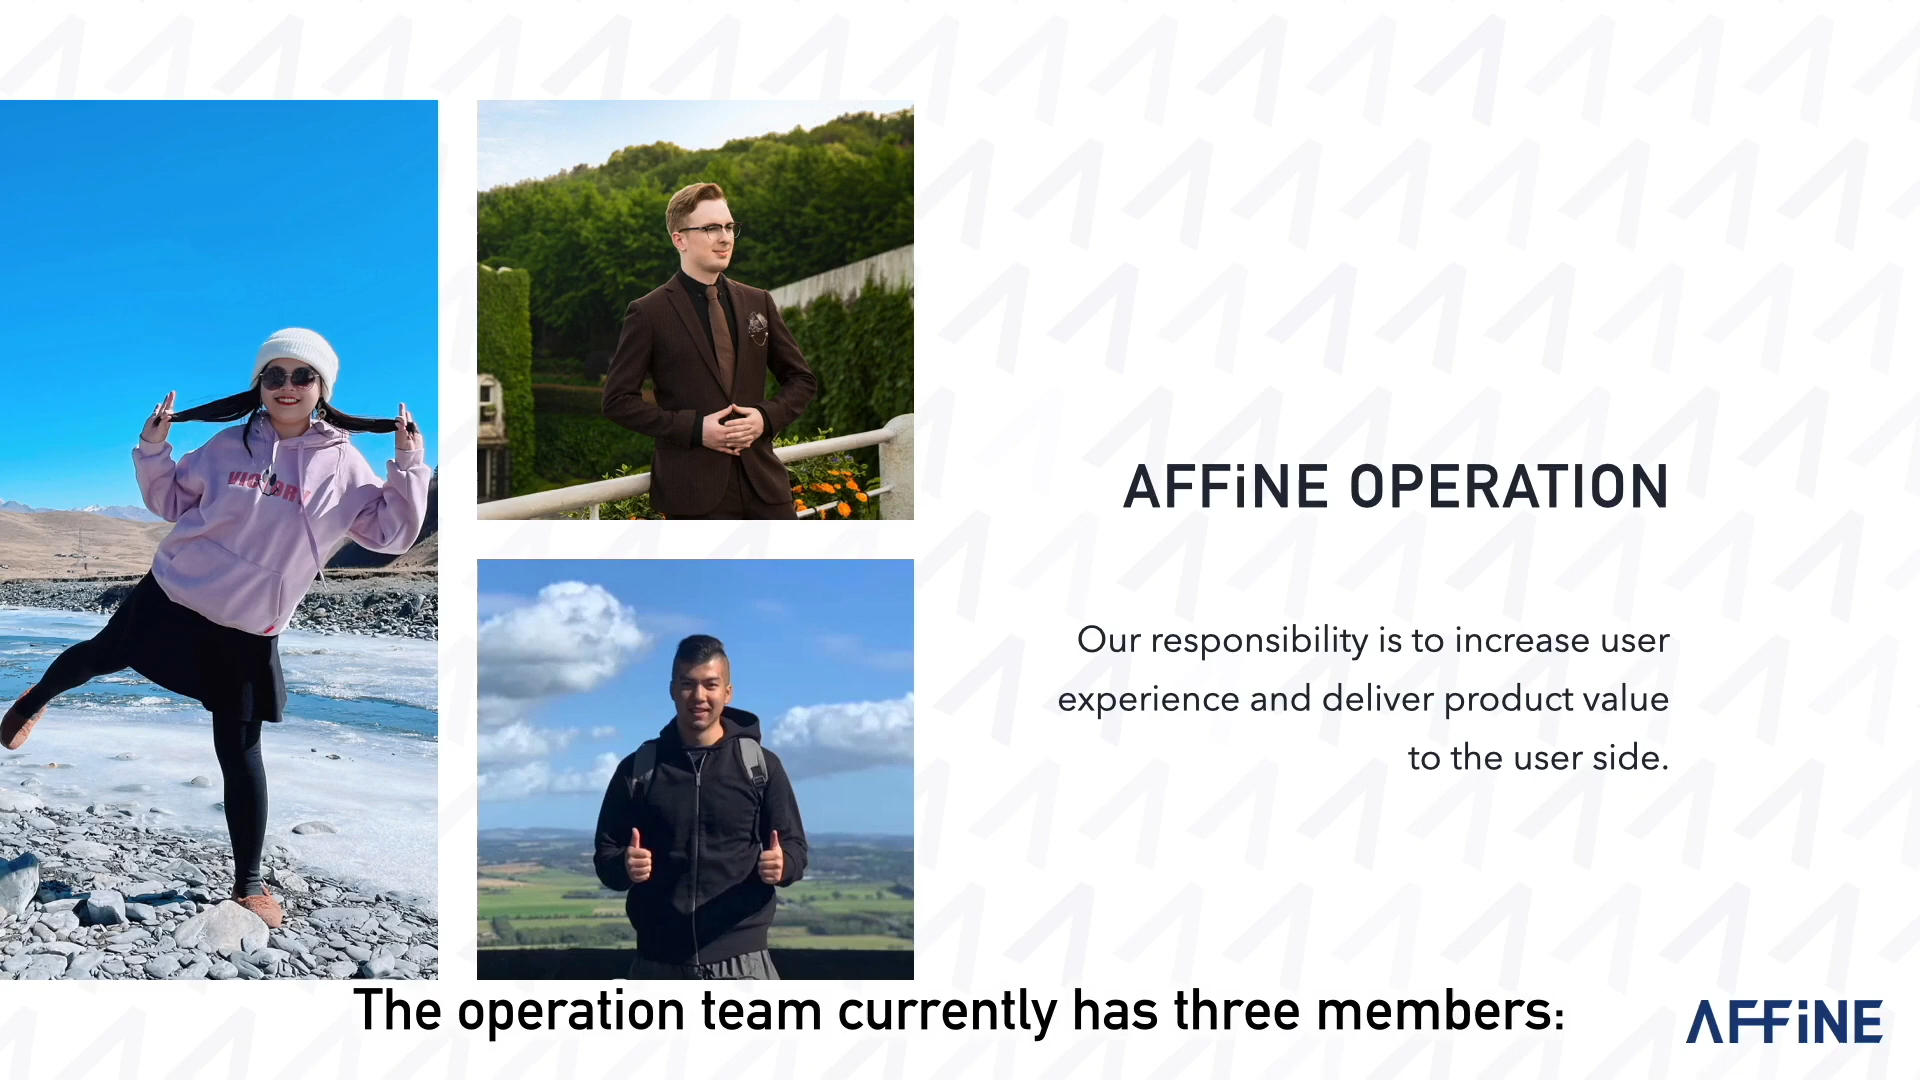 VICTORY
AFFiNE OPERATION
Our responsibility is to increase user
experience and deliver product value
to the user side.
The operation team currently has three members:
AFFiNE